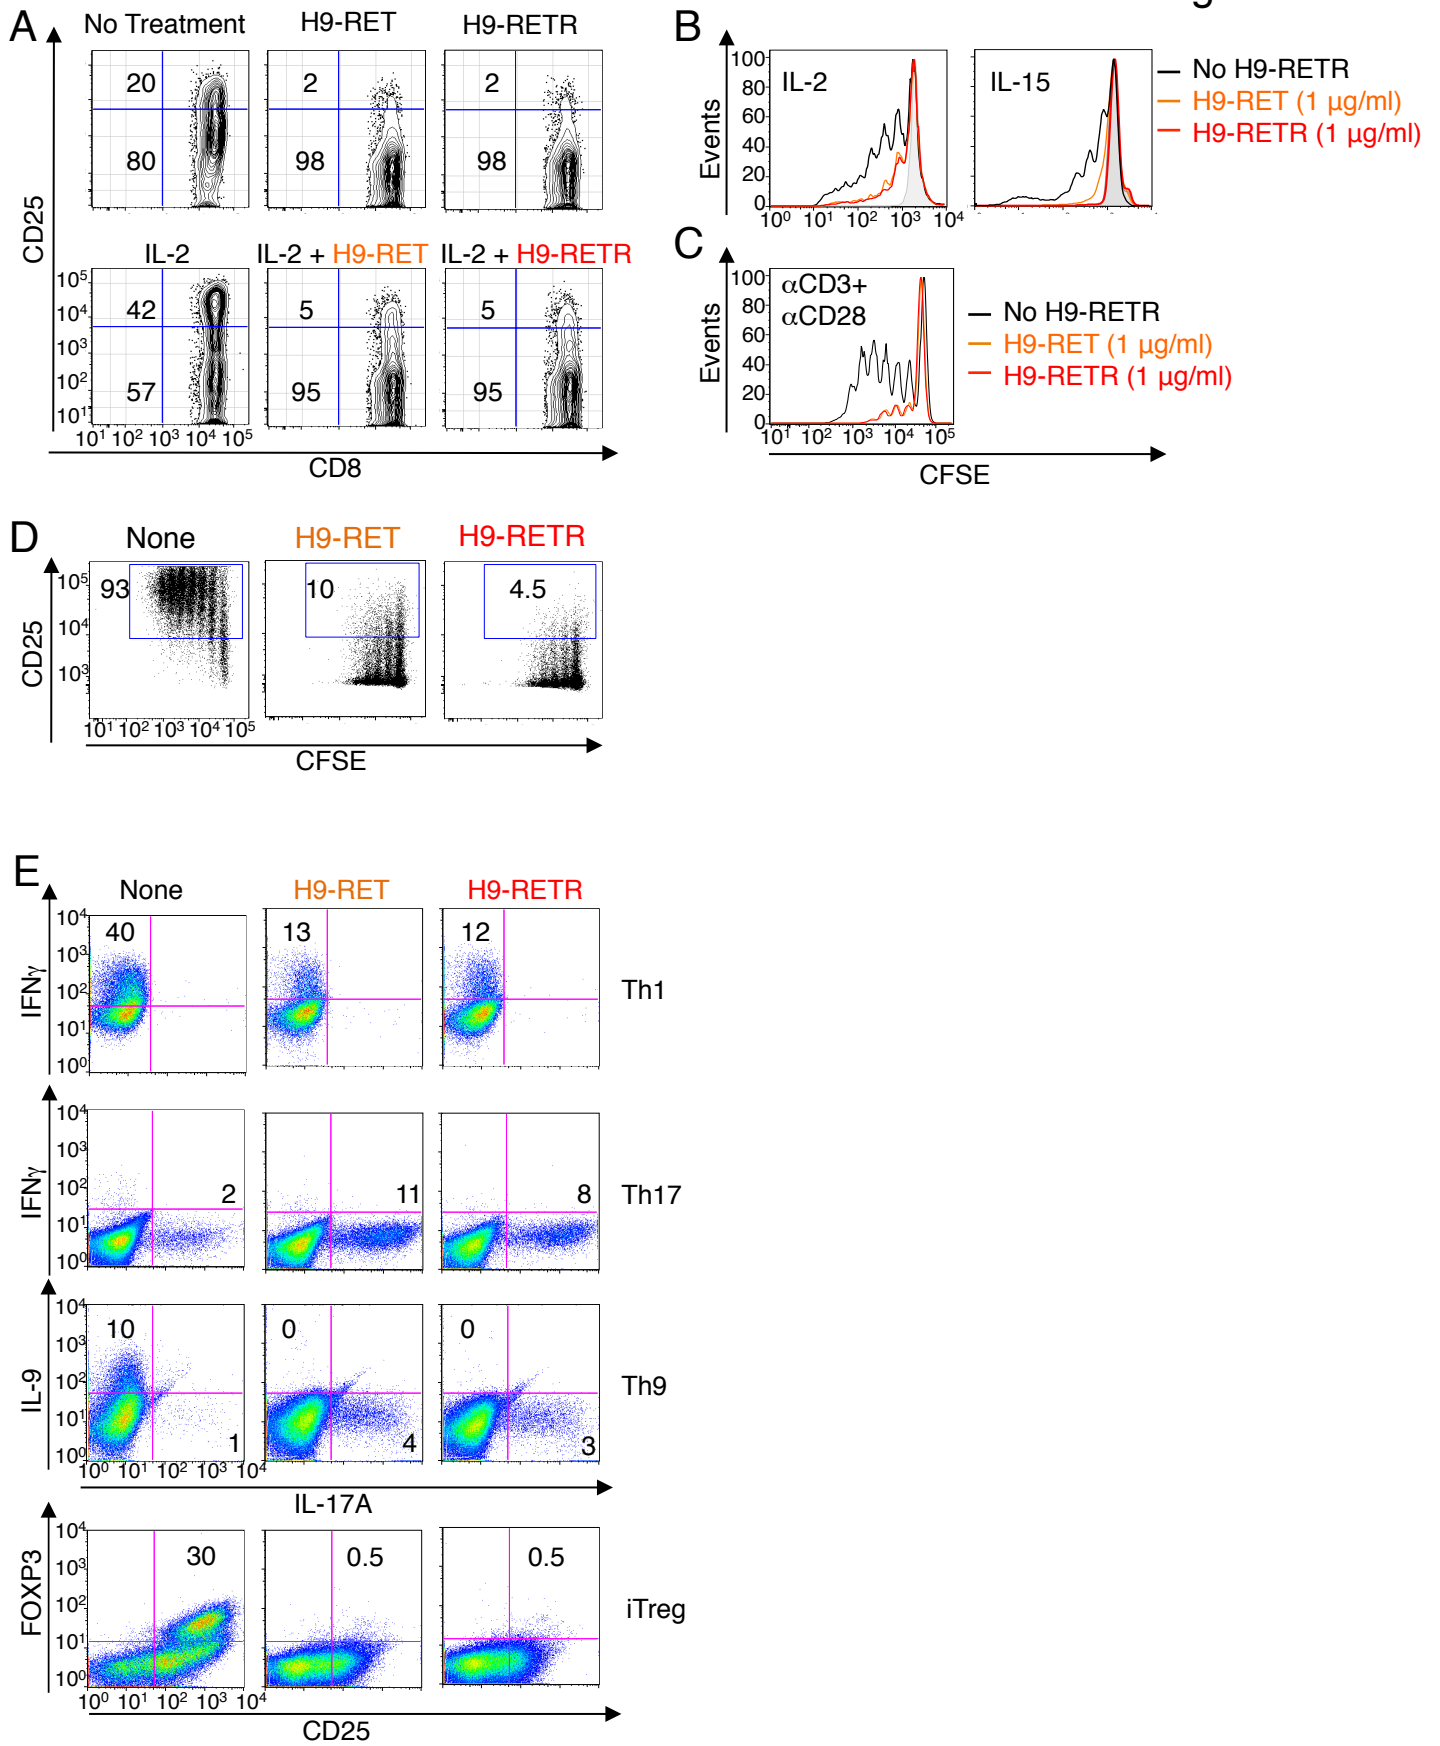 g
A
No Treatment
H9-RET
H9-RETR
20
80
2
98
2
98
CD25
IL-2
IL-2 + H9-RET
IL-2 + H9-RETR
10⁵
10⁴
10³
10²
10¹
42
57
5
95
5
95
10¹ 10² 10³ 10⁴ 10⁵
CD8
B
Events
100
80
60
40
20
0
IL-2
10⁰ 10¹ 10² 10³ 10⁴
IL-15
No H9-RETR
H9-RET (1 µg/ml)
H9-RETR (1 µg/ml)
C
Events
100
80
60
40
20
0
αCD3+
αCD28
10¹ 10² 10³ 10⁴ 10⁵
CFSE
No H9-RETR
H9-RET (1 µg/ml)
H9-RETR (1 µg/ml)
D
None
H9-RET
H9-RETR
CD25
10⁵
10⁴
10³
93
10
4.5
10¹ 10² 10³ 10⁴ 10⁵
CFSE
E
None
H9-RET
H9-RETR
IFNγ
10⁴
10³
10²
10¹
10⁰
40
13
12
Th1
IFNγ
10⁴
10³
10²
10¹
10⁰
2
11
8
Th17
IL-9
10⁴
10³
10²
10¹
10⁰
10
1
0
4
0
3
Th9
10⁰ 10¹ 10² 10³ 10⁴
IL-17A
FOXP3
10⁴
10³
10²
10¹
10⁰
30
0.5
0.5
iTreg
10⁰ 10¹ 10² 10³ 10⁴
CD25